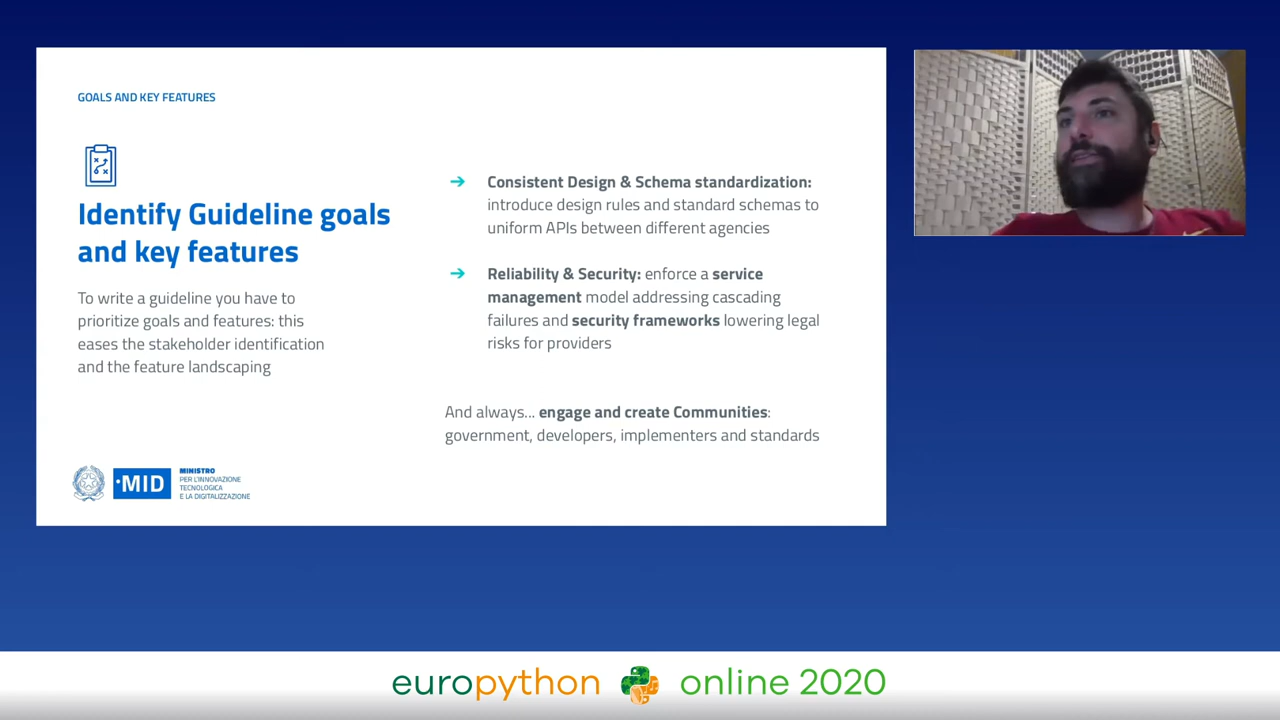 GOALS AND KEY FEATURES
Identify Guideline goals
and key features
To write a guideline you have to
prioritize goals and features: this
eases the stakeholder identification
and the feature landscaping
➔ Consistent Design & Schema standardization:
introduce design rules and standard schemas to
uniform APIs between different agencies
➔ Reliability & Security: enforce a service
management model addressing cascading
failures and security frameworks lowering legal
risks for providers
And always... engage and create Communities:
government, developers, implementers and standards
MID
MINISTRO
PER L'INNOVAZIONE
TECNOLOGICA
E LA DIGITALIZZAZIONE
europython online 2020